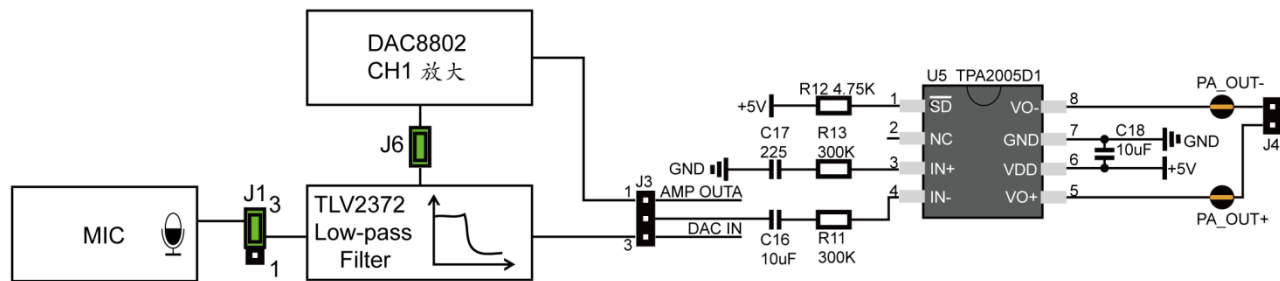 DAC8802
CH1 放大
J6
MIC
J1
3
1
TLV2372
Low-pass
Filter
J3
1
AMP OUTA
3
DAC IN
U5 TPA2005D1
R12 4.75K
+5V
1
SD
2
NC
C17
225
R13
300K
GND
3
IN+
4
IN-
C16
10uF
R11
300K
VO-
8
PA_OUT-
GND
7
C18
10uF
GND
J4
VDD
6
+5V
VO+
5
PA_OUT+